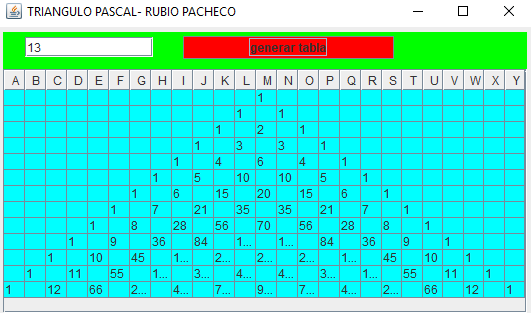 TRIANGULO PASCAL- RUBIO PACHECO
13 generar tabla
A B C D E F G H I J K L M N O P Q R S T U V W X Y
1
1 1
1 2 1
1 3 3 1
1 4 6 4 1
1 5 10 10 5 1
1 6 15 20 15 6 1
1 7 21 35 35 21 7 1
1 8 28 56 70 56 28 8 1
1 9 36 84 1... 1... 84 36 9 1
1 10 45 1... 2... 2... 2... 1... 45 10 1
1 11 55 1... 3... 4... 4... 3... 1... 55 11 1
1 12 66 2... 4... 7... 9... 7... 4... 2... 66 12 1